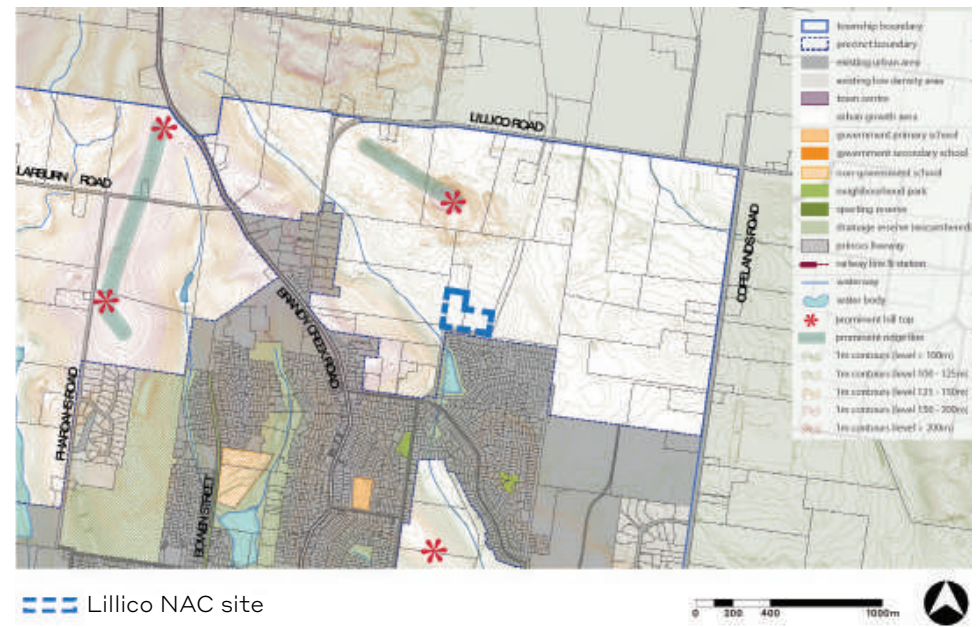 LILLICO ROAD
LARBURN ROAD
COPELANDS ROAD
BRANDY CREEK ROAD
PHARAOHS ROAD
BOWEN STREET
township boundary
precinct boundary
existing urban area
existing low density area
town centre
urban growth area
government primary school
government secondary school
non-government school
neighbourhood park
sporting reserve
drainage reserve (encumbered)
princes freeway
railway line & station
waterway
water body
prominent hill top
prominent ridge line
1m contours (level < 100m)
1m contours (level 100 - 125m)
1m contours (level 125 - 150m)
1m contours (level 150 - 200m)
1m contours (level > 200m)
Lillico NAC site
0 200 400 1000m